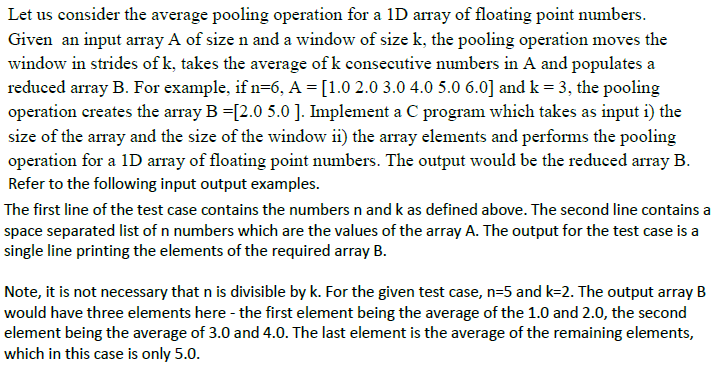 Let us consider the average pooling operation for a 1D array of floating point numbers.
Given an input array A of size n and a window of size k, the pooling operation moves the
window in strides of k, takes the average of k consecutive numbers in A and populates a
reduced array B. For example, if n=6, A = [1.0 2.0 3.0 4.0 5.0 6.0] and k = 3, the pooling
operation creates the array B =[2.0 5.0 ]. Implement a C program which takes as input i) the
size of the array and the size of the window ii) the array elements and performs the pooling
operation for a 1D array of floating point numbers. The output would be the reduced array B.
Refer to the following input output examples.
The first line of the test case contains the numbers n and k as defined above. The second line contains a
space separated list of n numbers which are the values of the array A. The output for the test case is a
single line printing the elements of the required array B.
Note, it is not necessary that n is divisible by k. For the given test case, n=5 and k=2. The output array B
would have three elements here - the first element being the average of the 1.0 and 2.0, the second
element being the average of 3.0 and 4.0. The last element is the average of the remaining elements,
which in this case is only 5.0.